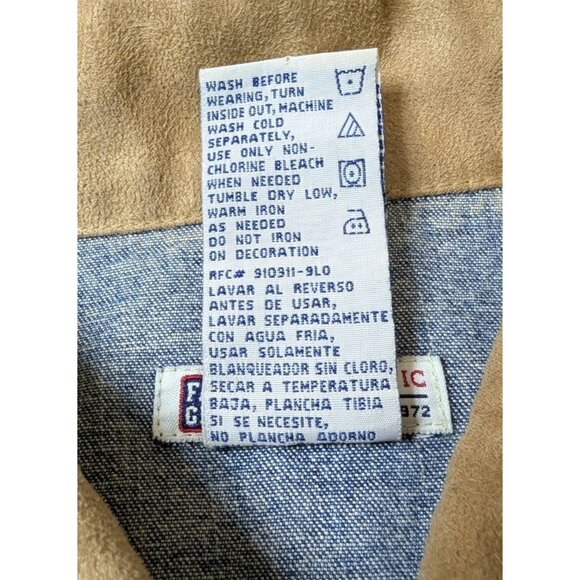 WASH BEFORE
WEARING, TURN
INSIDE OUT, MACHINE
WASH COLD
SEPARATELY,
USE ONLY NON-
CHLORINE BLEACH
WHEN NEEDED
TUMBLE DRY LOW,
WARM IRON
AS NEEDED
DO NOT IRON
ON DECORATION
RFC# 910911-9L0
LAVAR AL REVERSO
ANTES DE USAR,
LAVAR SEPARADAMENTE
CON AGUA FRIA,
USAR SOLAMENTE
BLANQUEADOR SIN CLORO,
SECAR A TEMPERATURA
BAJA, PLANCHA TIBIA
SI SE NECESITE,
NO PLANCHA ADORNO
F
G
IC
972